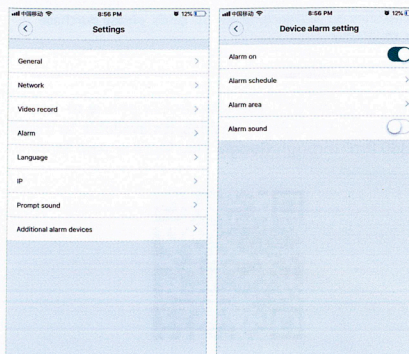 中国移动 8:56 PM 12%
Settings
General
Network
Video record
Alarm
Language
IP
Prompt sound
Additional alarm devices
中国移动 8:56 PM 12%
Device alarm setting
Alarm on
Alarm schedule
Alarm area
Alarm sound